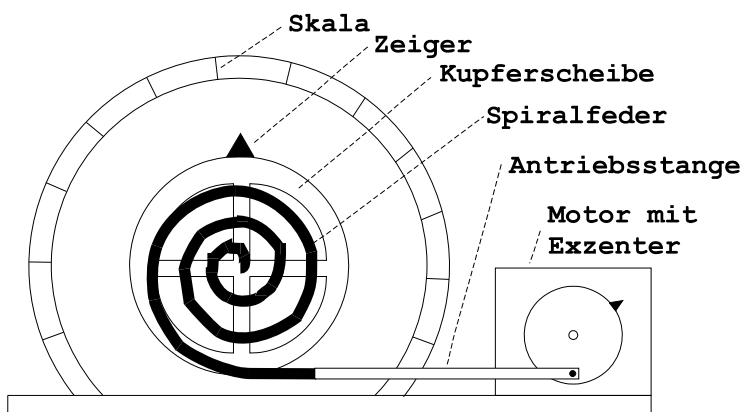 Skala
Zeiger
Kupferscheibe
Spiralfeder
Antriebsstange
Motor mit
Exzenter